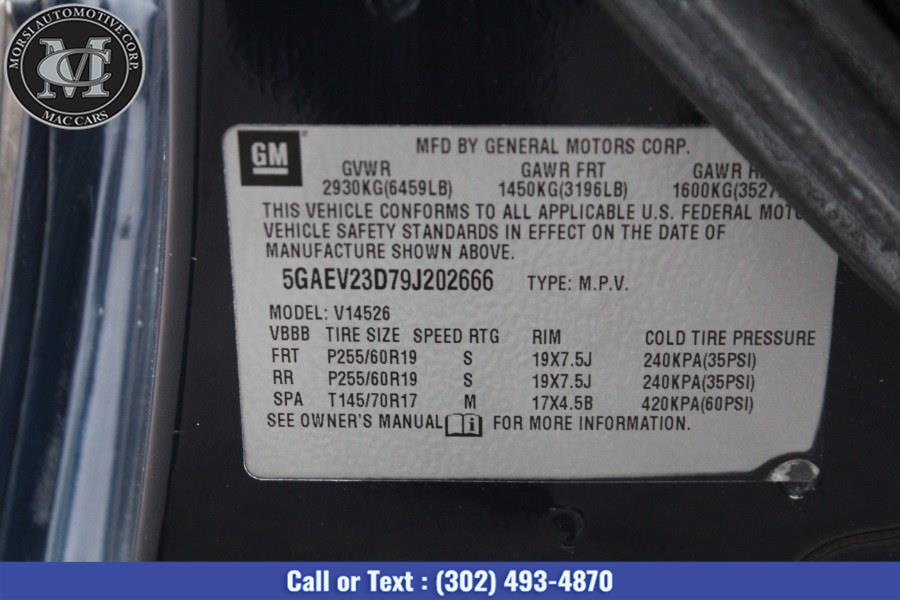 MORSI AUTOMOTIVE CORP.
MC
MAC CARS
GM
MFD BY GENERAL MOTORS CORP.
GVWR GAWR FRT GAWR
2930KG(6459LB) 1450KG(3196LB) 1600KG(3527
THIS VEHICLE CONFORMS TO ALL APPLICABLE U.S. FEDERAL
VEHICLE SAFETY STANDARDS IN EFFECT ON THE DATE OF
MANUFACTURE SHOWN ABOVE.
5GAEV23D79J202666 TYPE: M.P.V.
MODEL: V14526
VBBB TIRE SIZE SPEED RTG RIM COLD TIRE PRESSURE
FRT P255/60R19 S 19X7.5J 240KPA(35PSI)
RR P255/60R19 S 19X7.5J 240KPA(35PSI)
SPA T145/70R17 M 17X4.5B 420KPA(60PSI)
SEE OWNER'S MANUAL i FOR MORE INFORMATION.
Call or Text : (302) 493-4870